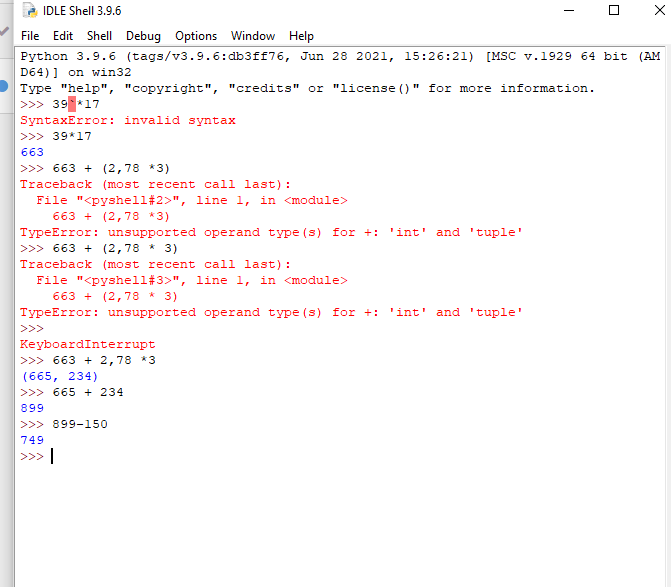 IDLE Shell 3.9.6
File Edit Shell Debug Options Window Help
Python 3.9.6 (tags/v3.9.6:db3ff76, Jun 28 2021, 15:26:21) [MSC v.1929 64 bit (AM
D64)] on win32
Type "help", "copyright", "credits" or "license()" for more information.
>>> 39`*17
SyntaxError: invalid syntax
>>> 39*17
663
>>> 663 + (2,78 *3)
Traceback (most recent call last):
  File "<pyshell#2>", line 1, in <module>
    663 + (2,78 *3)
TypeError: unsupported operand type(s) for +: 'int' and 'tuple'
>>> 663 + (2,78 * 3)
Traceback (most recent call last):
  File "<pyshell#3>", line 1, in <module>
    663 + (2,78 * 3)
TypeError: unsupported operand type(s) for +: 'int' and 'tuple'
>>>
KeyboardInterrupt
>>> 663 + 2,78 *3
(665, 234)
>>> 665 + 234
899
>>> 899-150
749
>>>